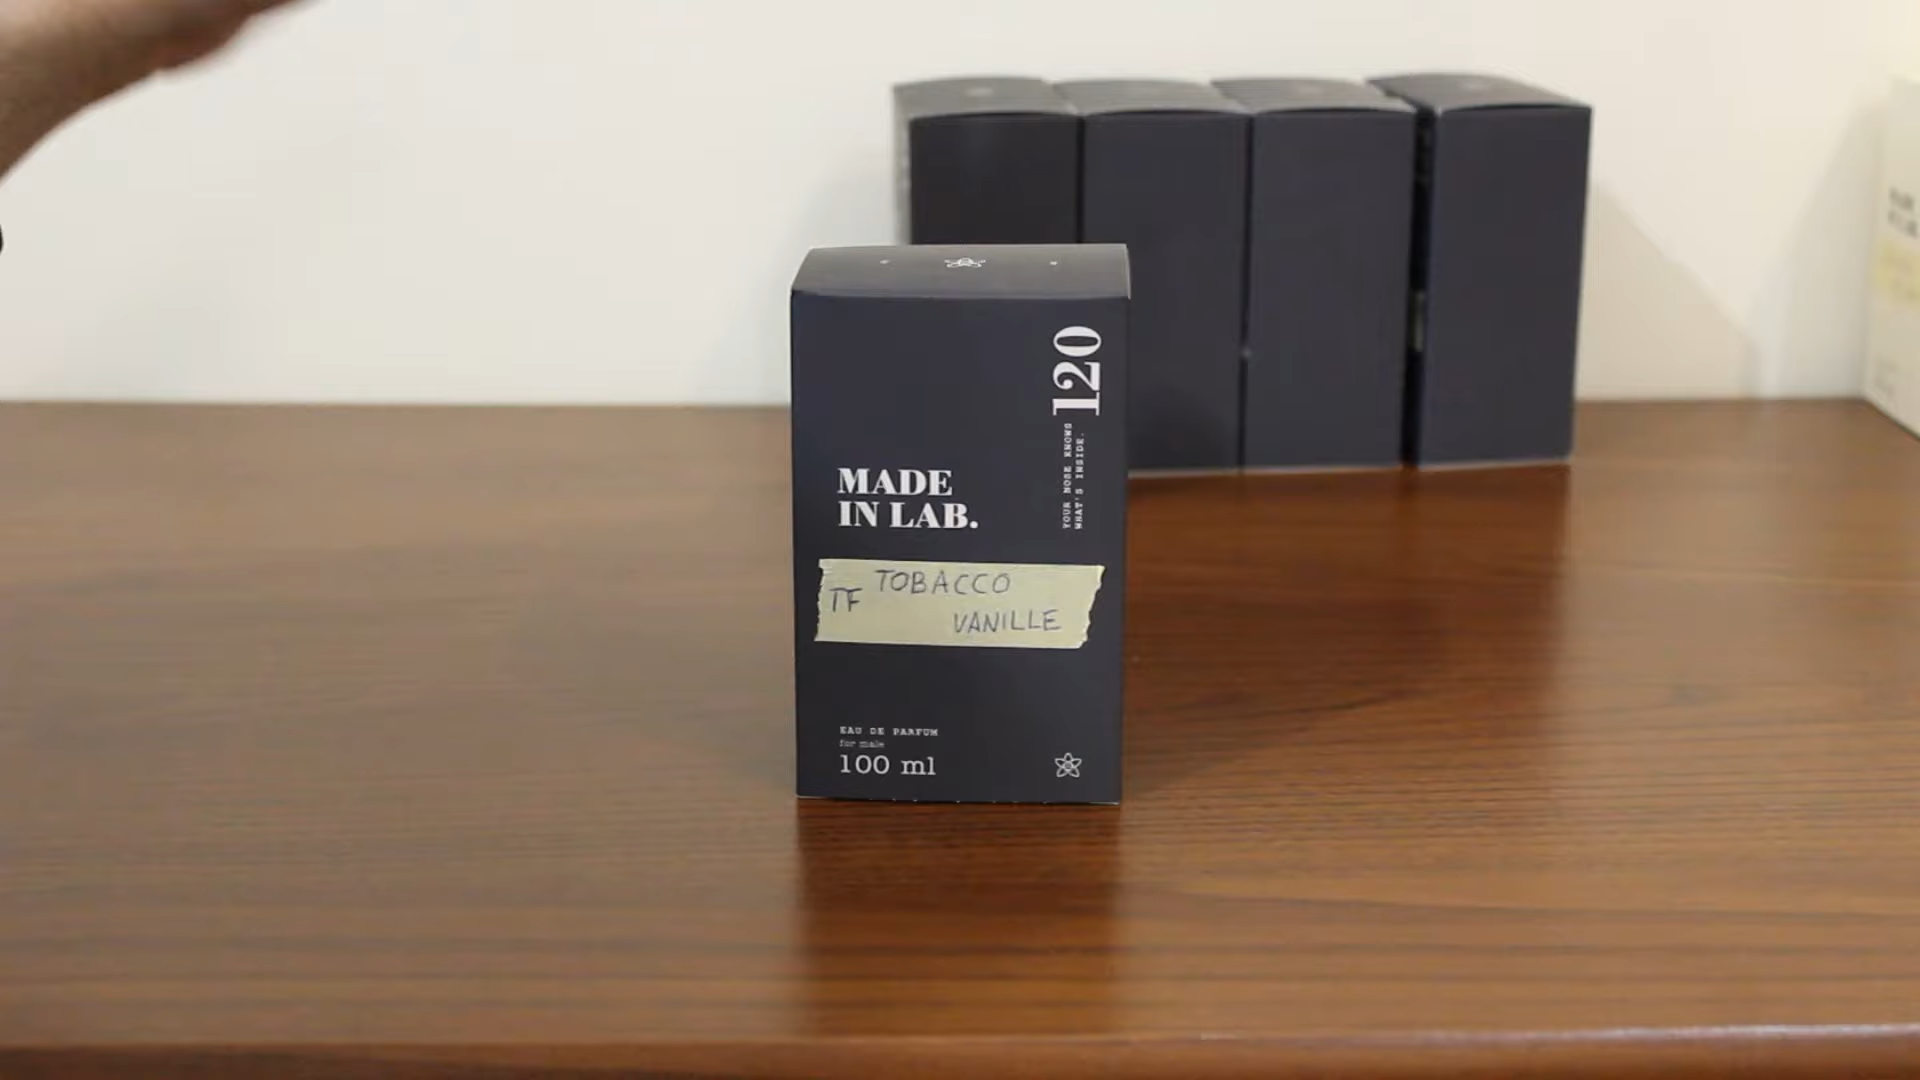 120
YOUR NOSE KNOWS
WHAT'S INSIDE.
MADE
IN LAB.
TF TOBACCO
VANILLE
EAU DE PARFUM
for male
100 ml